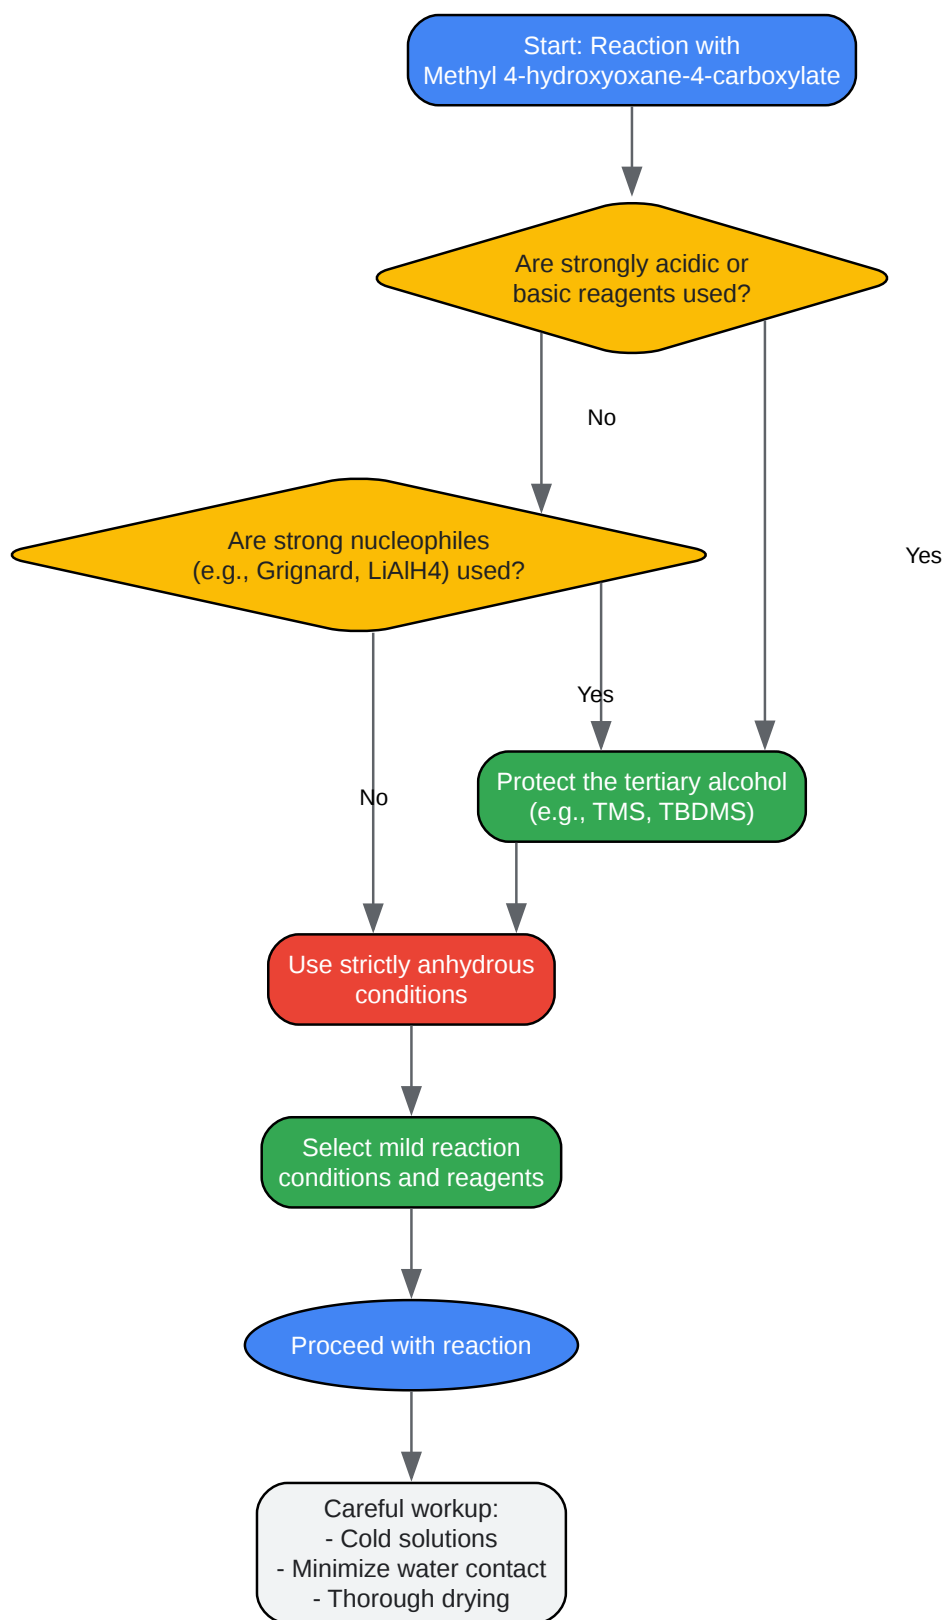 Start: Reaction with
Methyl 4-hydroxyoxane-4-carboxylate
Are strongly acidic or
basic reagents used?
No
Are strong nucleophiles
(e.g., Grignard, LiAlH4) used?
Yes
Yes
Protect the tertiary alcohol
(e.g., TMS, TBDMS)
No
Use strictly anhydrous
conditions
Select mild reaction
conditions and reagents
Proceed with reaction
Careful workup:
- Cold solutions
- Minimize water contact
- Thorough drying